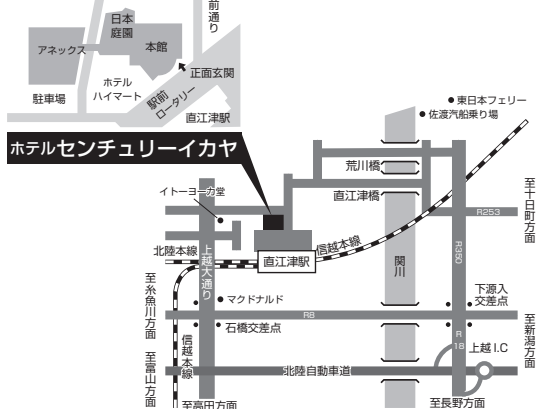 前通り
日本
庭園
アネックス
本館
正面玄関
ホテル
ハイマート
駅前
ロータリー
駐車場
直江津駅
ホテルセンチュリーイカヤ
東日本フェリー
佐渡汽船乗り場
荒川橋
直江津橋
イトーヨーカ堂
至十日町方面
R253
北陸本線
上越大通り
直江津駅
信越本線
関川
R350
至糸魚川方面
マクドナルド
下源入
交差点
R8
石橋交差点
R
18
上越I.C
至新潟方面
信越本線
至富山方面
北陸自動車道
至高田方面
至長野方面